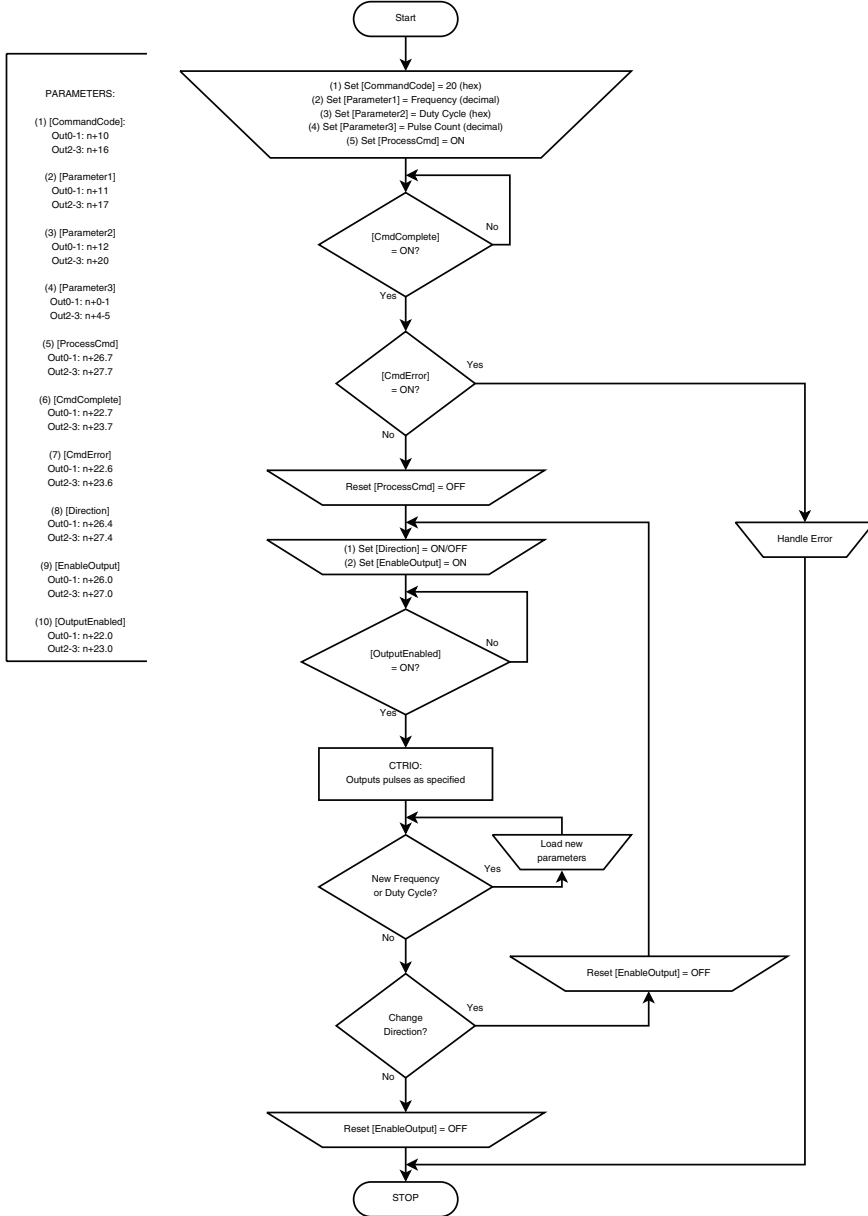 Start
PARAMETERS:
(1) [CommandCode]:
Out0-1: n+10
Out2-3: n+16
(2) [Parameter1]
Out0-1: n+11
Out2-3: n+17
(3) [Parameter2]
Out0-1: n+12
Out2-3: n+20
(4) [Parameter3]
Out0-1: n+0-1
Out2-3: n+4-5
(5) [ProcessCmd]
Out0-1: n+26.7
Out2-3: n+27.7
(6) [CmdComplete]
Out0-1: n+22.7
Out2-3: n+23.7
(7) [CmdError]
Out0-1: n+22.6
Out2-3: n+23.6
(8) [Direction]
Out0-1: n+26.4
Out2-3: n+27.4
(9) [EnableOutput]
Out0-1: n+26.0
Out2-3: n+27.0
(10) [OutputEnabled]
Out0-1: n+22.0
Out2-3: n+23.0
(1) Set [CommandCode] = 20 (hex)
(2) Set [Parameter1] = Frequency (decimal)
(3) Set [Parameter2] = Duty Cycle (hex)
(4) Set [Parameter3] = Pulse Count (decimal)
(5) Set [ProcessCmd] = ON
[CmdComplete]
= ON?
No
Yes
[CmdError]
= ON?
Yes
No
Reset [ProcessCmd] = OFF
Handle Error
(1) Set [Direction] = ON/OFF
(2) Set [EnableOutput] = ON
[OutputEnabled]
= ON?
No
Yes
CTRIO:
Outputs pulses as specified
New Frequency
or Duty Cycle?
Yes
Load new
parameters
No
Change
Direction?
Yes
Reset [EnableOutput] = OFF
No
Reset [EnableOutput] = OFF
STOP